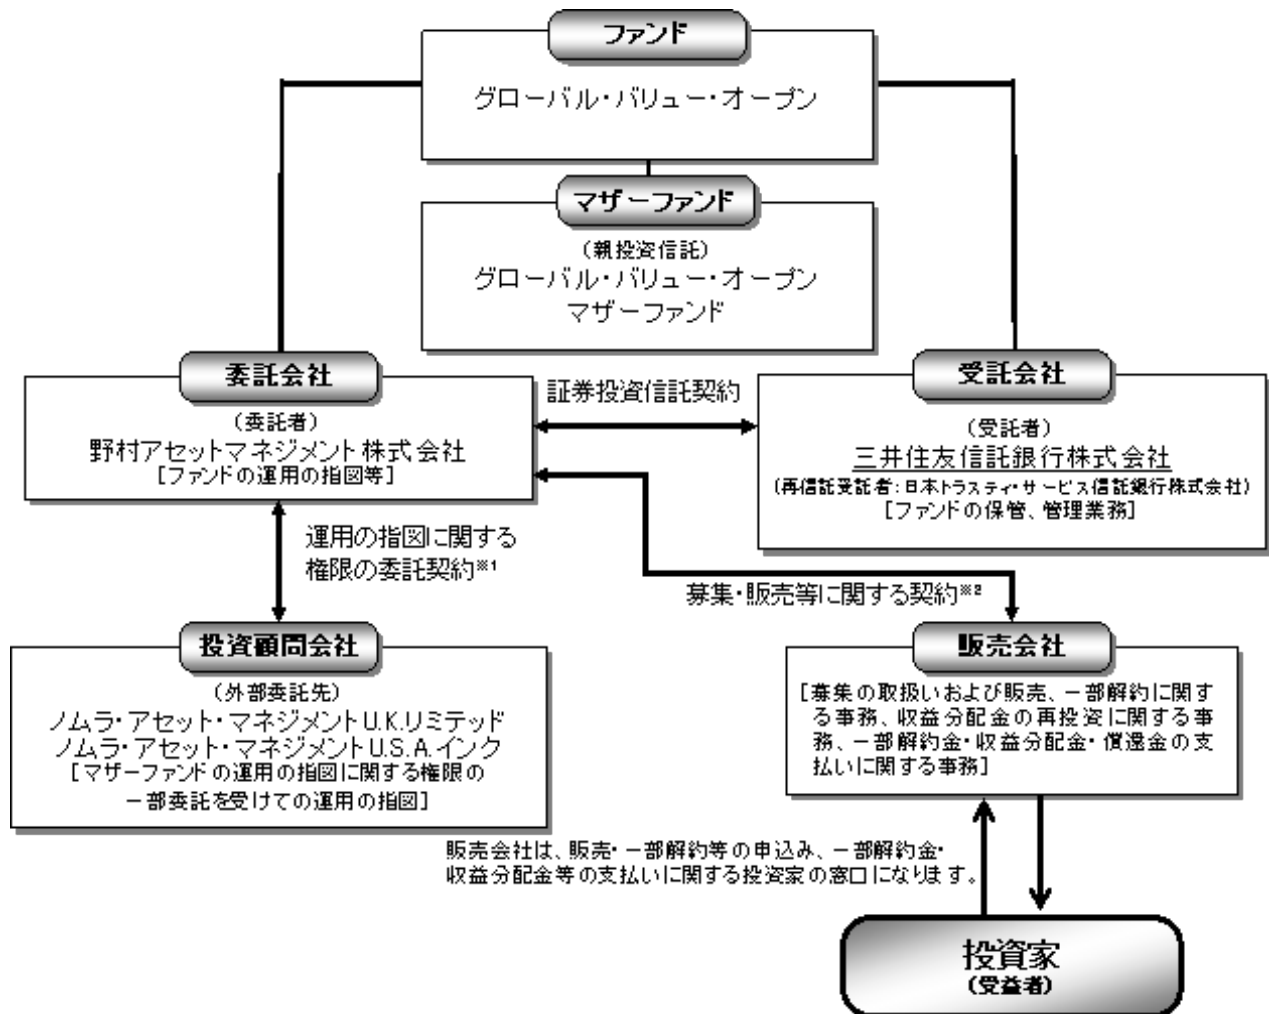 ファンド
グローバル・バリュー・オープン
マザーファンド
(親投資信託)
グローバル・バリュー・オープン
マザーファンド
委託会社
(委託者)
野村アセットマネジメント株式会社
[ファンドの運用の指図等]
証券投資信託契約
受託会社
(受託者)
三井住友信託銀行株式会社
(再信託受託者:日本トラスティ・サービス信託銀行株式会社)
[ファンドの保管、管理業務]
運用の指図に関する
権限の委託契約※1
募集・販売等に関する契約※2
投資顧問会社
(外部委託先)
ノムラ・アセット・マネジメントU.K.リミテッド
ノムラ・アセット・マネジメントU.S.A.インク
[マザーファンドの運用の指図に関する権限の
一部委託を受けての運用の指図]
販売会社
[募集の取扱いおよび販売、一部解約に関す
る事務、収益分配金の再投資に関する事
務、一部解約金・収益分配金・償還金の支
払いに関する事務]
販売会社は、販売・一部解約等の申込み、一部解約金・
収益分配金等の支払いに関する投資家の窓口になります。
投資家
(受益者)